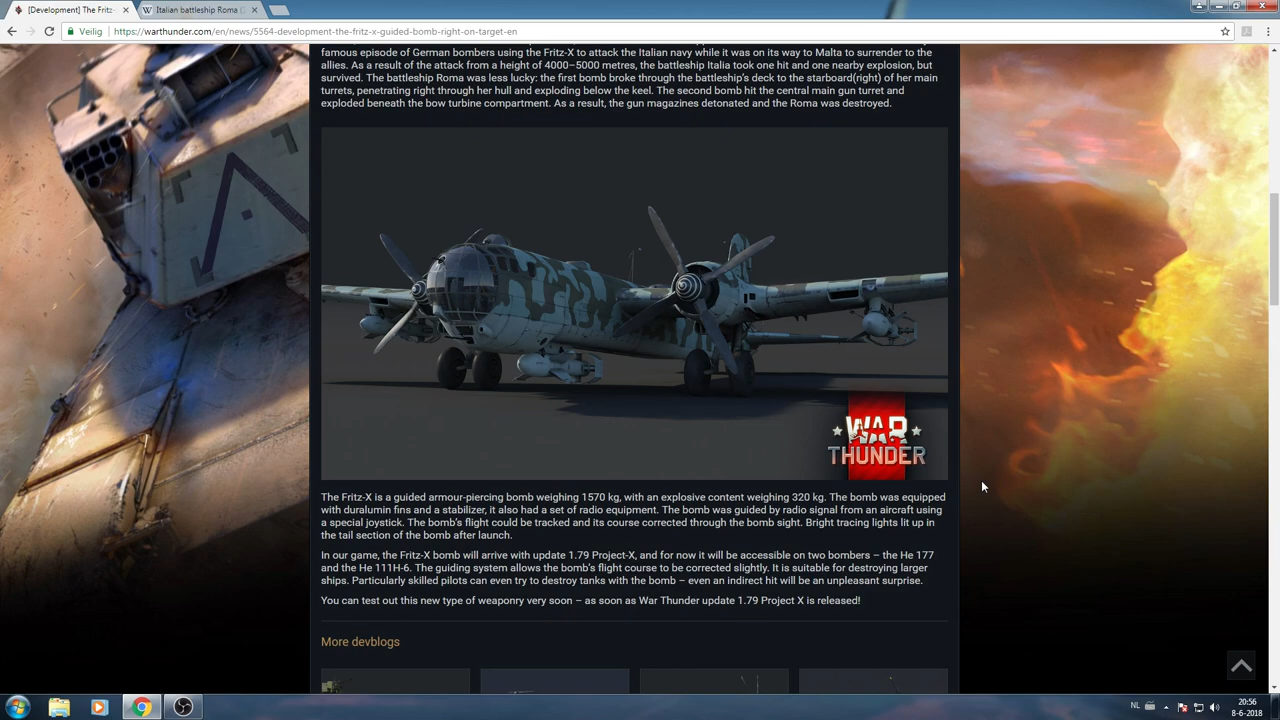 [Development] The Fritz-
Italian battleship Roma (
Veilig
https://warthunder.com/en/news/5564-development-the-fritz-x-guided-bomb-right-on-target-en
famous episode of German bombers using the Fritz-X to attack the Italian navy while it was on its way to Malta to surrender to the
allies. As a result of the attack from a height of 4000–5000 metres, the battleship Italia took one hit and one nearby explosion, but
survived. The battleship Roma was less lucky: the first bomb broke through the battleship's deck to the starboard(right) of her main
turrets, penetrating right through her hull and exploding below the keel. The second bomb hit the central main gun turret and
exploded beneath the bow turbine compartment. As a result, the gun magazines detonated and the Roma was destroyed.
WAR
THUNDER
The Fritz-X is a guided armour-piercing bomb weighing 1570 kg, with an explosive content weighing 320 kg. The bomb was equipped
with duralumin fins and a stabilizer, it also had a set of radio equipment. The bomb was guided by radio signal from an aircraft using
a special joystick. The bomb's flight could be tracked and its course corrected through the bomb sight. Bright tracing lights lit up in
the tail section of the bomb after launch.
In our game, the Fritz-X bomb will arrive with update 1.79 Project-X, and for now it will be accessible on two bombers – the He 177
and the He 111H-6. The guiding system allows the bomb's flight course to be corrected slightly. It is suitable for destroying larger
ships. Particularly skilled pilots can even try to destroy tanks with the bomb – even an indirect hit will be an unpleasant surprise.
You can test out this new type of weaponry very soon – as soon as War Thunder update 1.79 Project X is released!
More devblogs
NL
20:56
8-6-2018